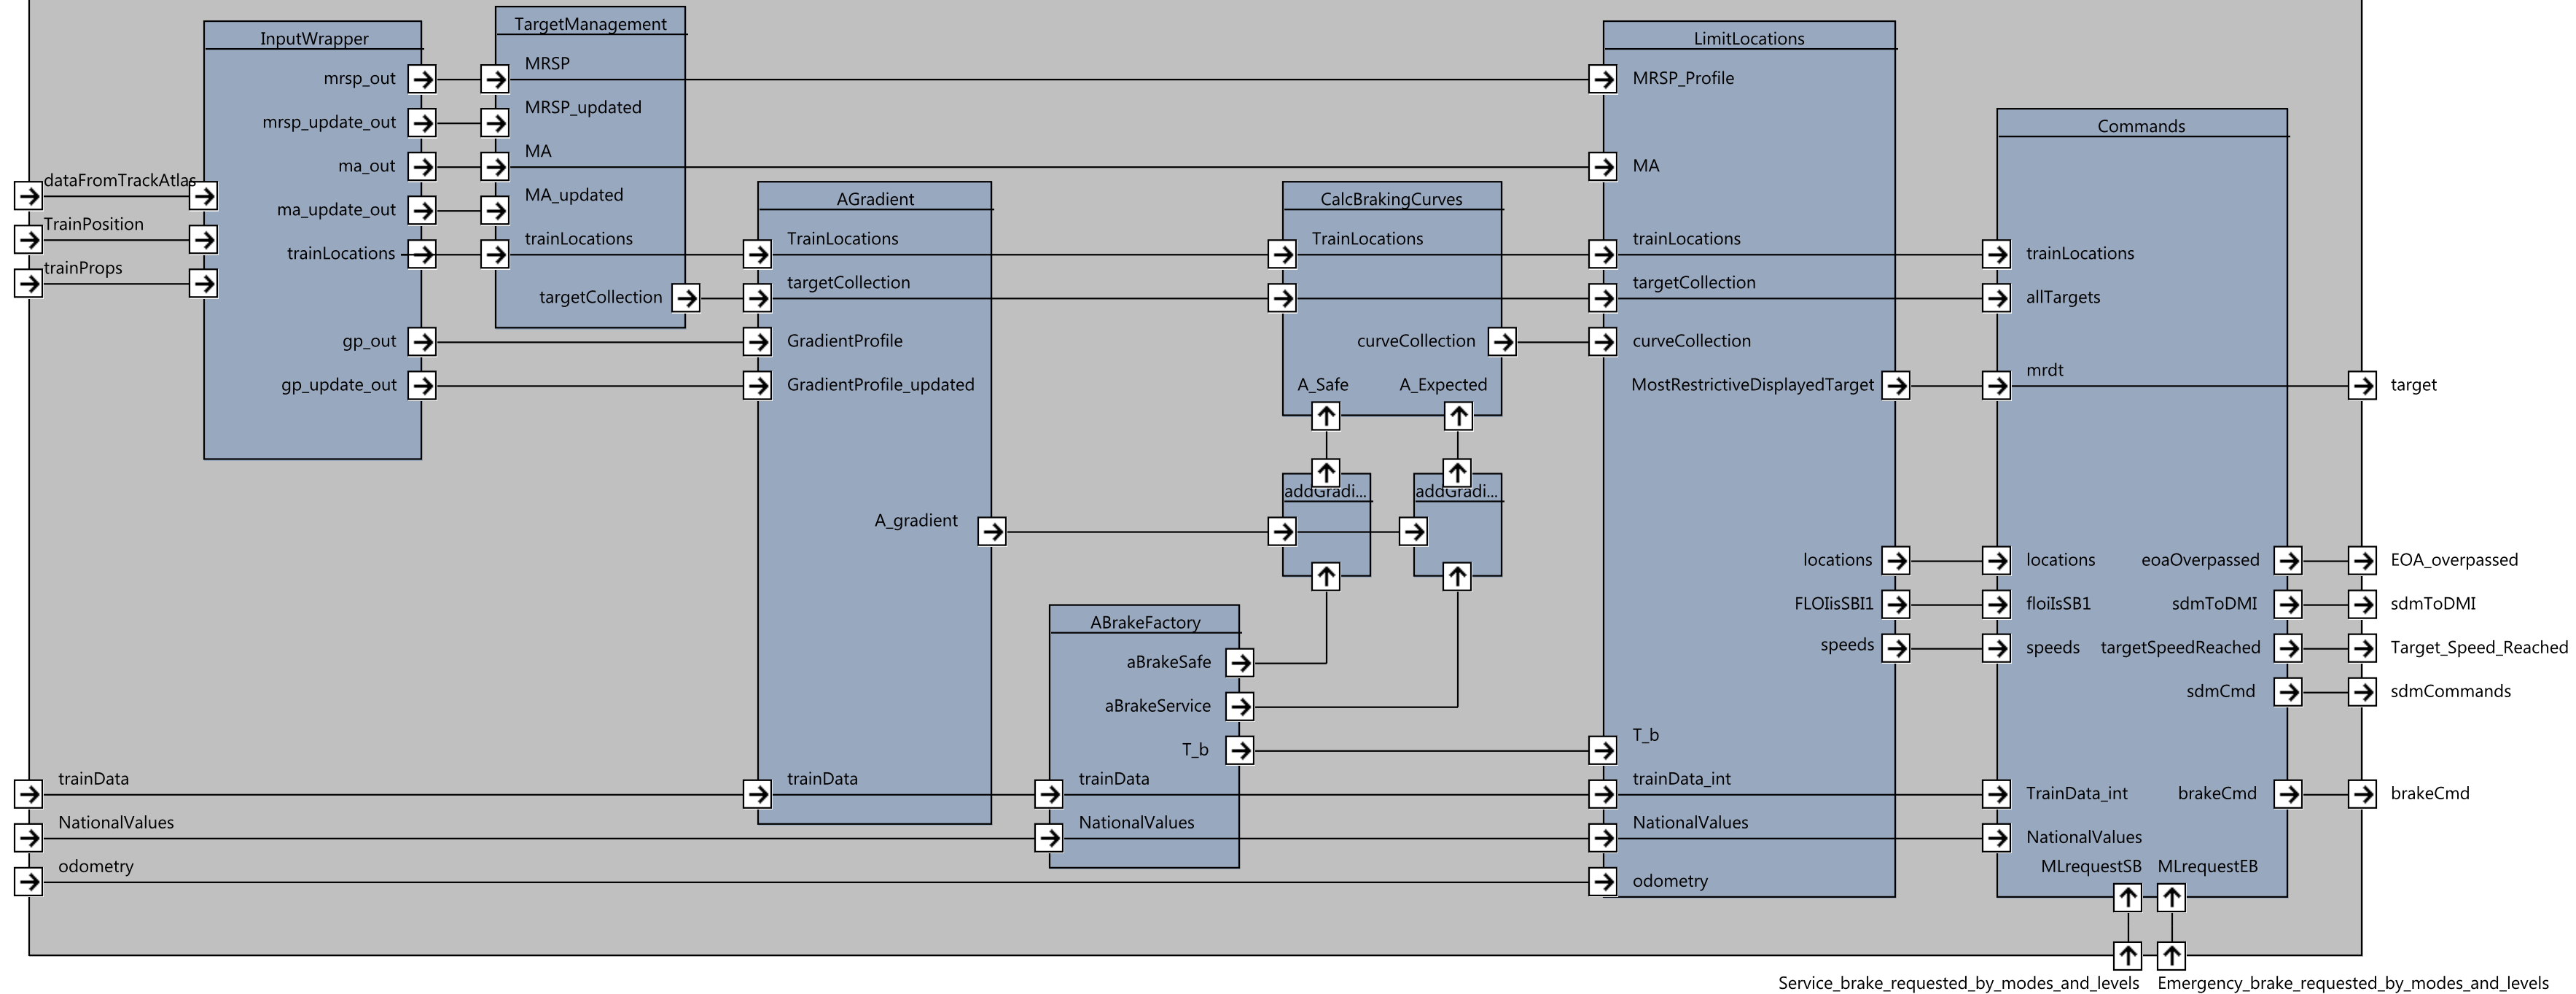 dataFromTrackAtlas
TrainPosition
trainProps
trainData
NationalValues
odometry
InputWrapper
mrsp_out
mrsp_update_out
ma_out
ma_update_out
trainLocations
gp_out
gp_update_out
TargetManagement
MRSP
MRSP_updated
MA
MA_updated
trainLocations
targetCollection
AGradient
TrainLocations
targetCollection
GradientProfile
GradientProfile_updated
A_gradient
trainData
ABrakeFactory
aBrakeSafe
aBrakeService
T_b
trainData
NationalValues
CalcBrakingCurves
TrainLocations
curveCollection
A_Safe
A_Expected
addGradi...
addGradi...
LimitLocations
MRSP_Profile
MA
trainLocations
targetCollection
curveCollection
MostRestrictiveDisplayedTarget
locations
FLOIisSBI1
speeds
T_b
trainData_int
NationalValues
odometry
Commands
trainLocations
allTargets
mrdt
locations
eoaOverpassed
floiIsSB1
sdmToDMI
speeds
targetSpeedReached
sdmCmd
TrainData_int
brakeCmd
NationalValues
MLrequestSB
MLrequestEB
target
EOA_overpassed
sdmToDMI
Target_Speed_Reached
sdmCommands
brakeCmd
Service_brake_requested_by_modes_and_levels
Emergency_brake_requested_by_modes_and_levels